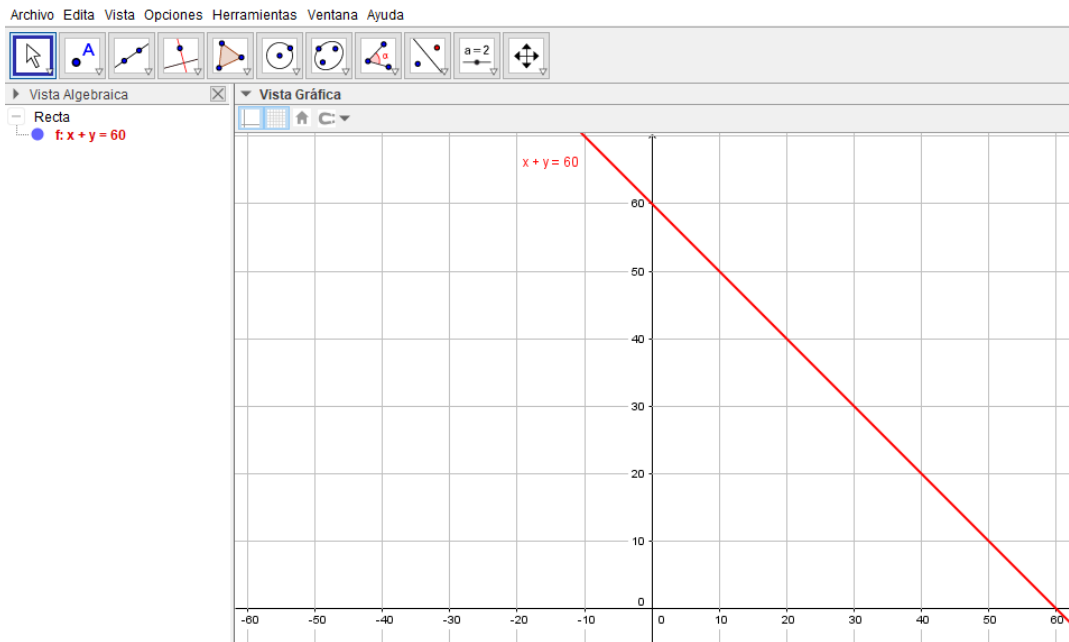 Archivo Edita Vista Opciones Herramientas Ventana Ayuda
A
α
a=2
Vista Algebraica
Vista Gráfica
Recta
f: x + y = 60
x + y = 60
60
50
40
30
20
10
0
-60 -50 -40 -30 -20 -10 0 10 20 30 40 50 60